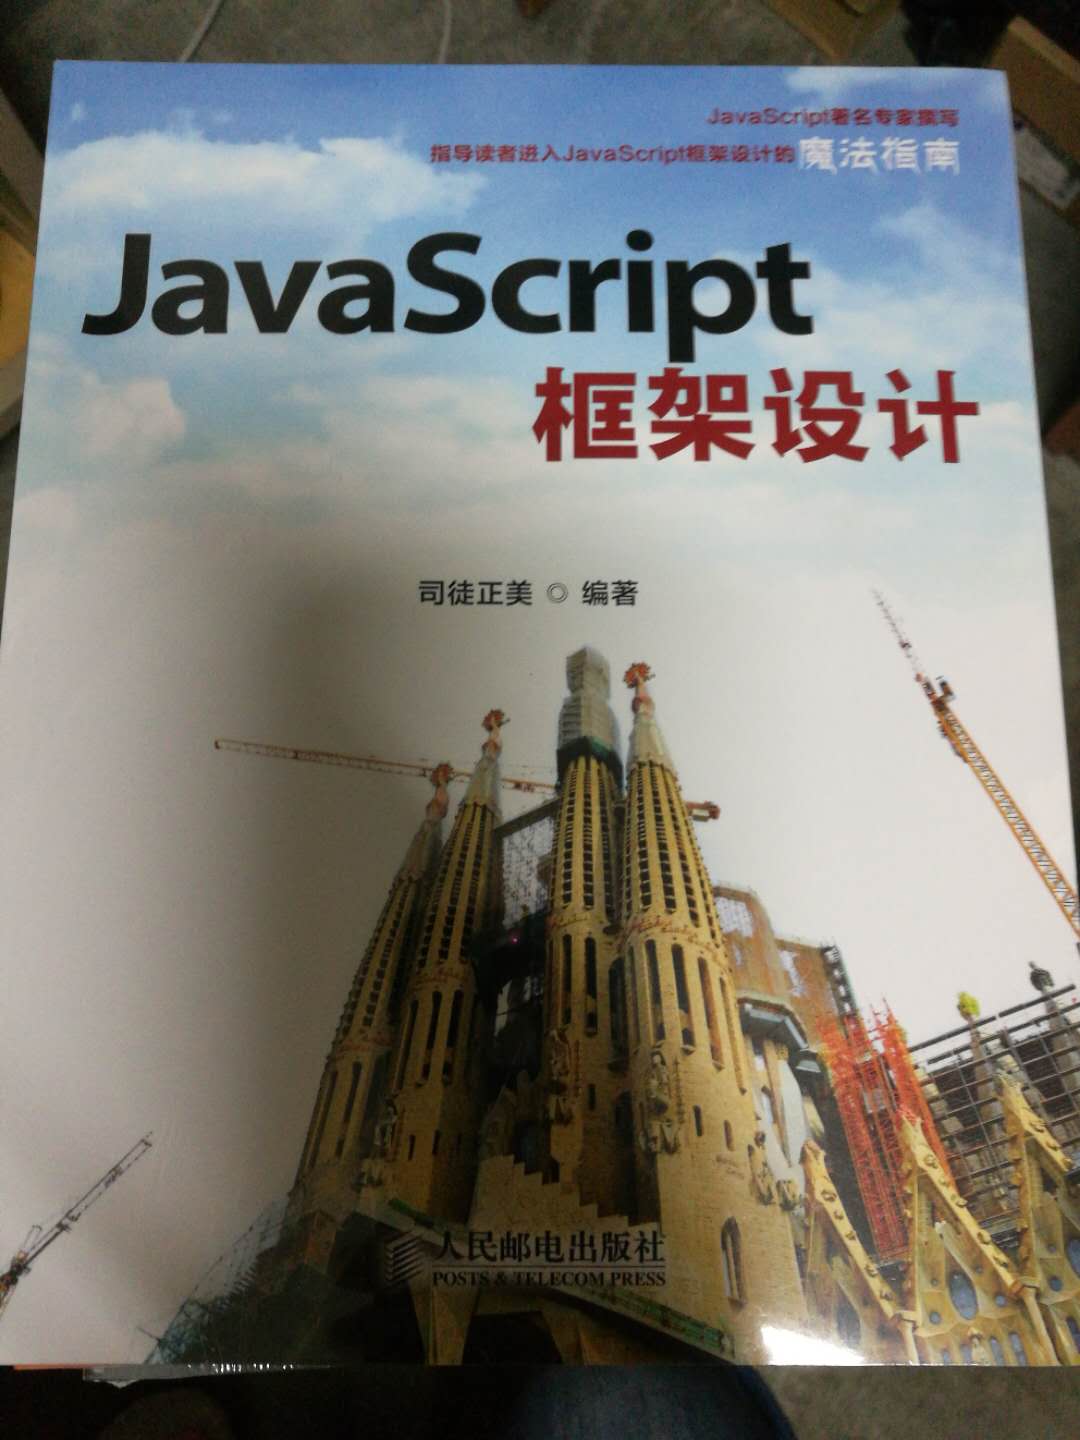 JavaScript著名专家撰写
指导读者进入JavaScript框架设计的魔法指南
JavaScript
框架设计
司徒正美 ◎ 编著
人民邮电出版社
POSTS & TELECOM PRESS